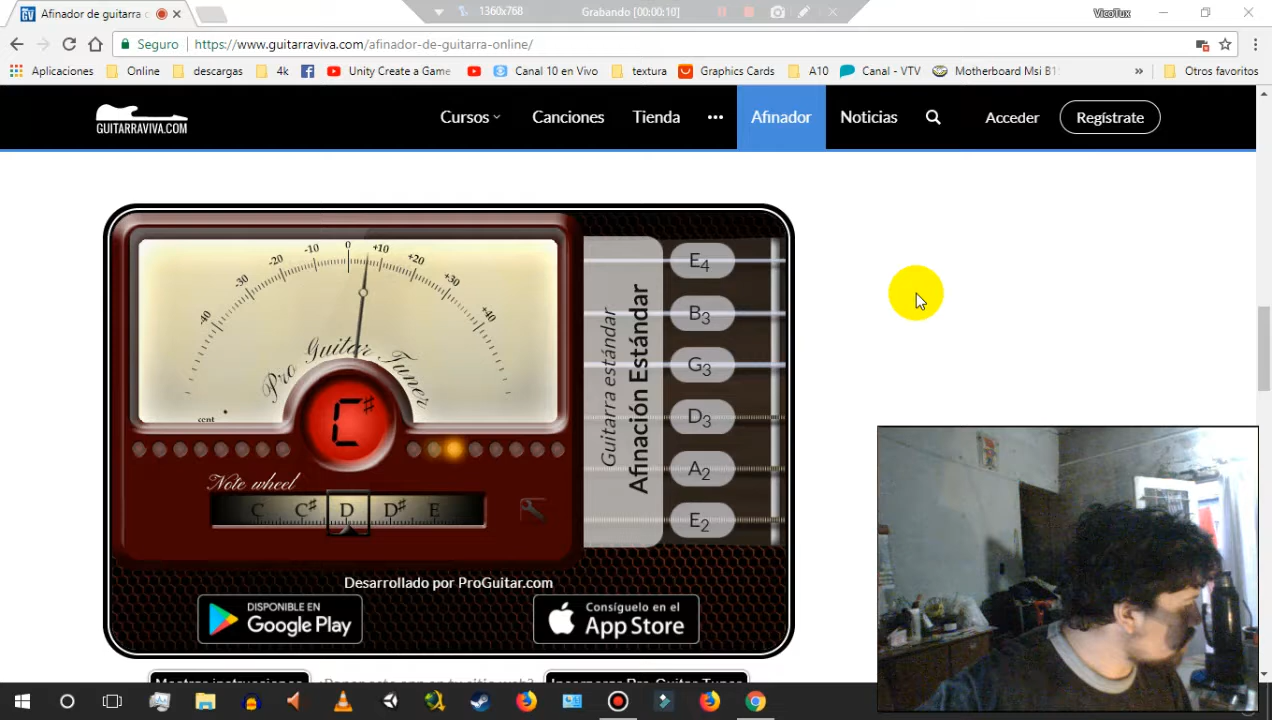 Afinador de guitarra c
1360x768
Grabando [00:00:10]
VicoTux
Seguro
https://www.guitarraviva.com/afinador-de-guitarra-online/
Aplicaciones
Online
descargas
4k
Unity Create a Game
Canal 10 en Vivo
textura
Graphics Cards
A10
Canal - VTV
Motherboard Msi B1
»
Otros favoritos
GUITARRAVIVA.COM
Cursos
Canciones
Tienda
Afinador
Noticias
Acceder
Regístrate
-40
-30
-20
-10
0
+10
+20
+30
+40
Pro Guitar Tuner
cent
C♯
Note wheel
C C♯ D D♯ E
Guitarra estándar
Afinación Estándar
E4
B3
G3
D3
A2
E2
Desarrollado por ProGuitar.com
DISPONIBLE EN
Google Play
Consíguelo en el
App Store